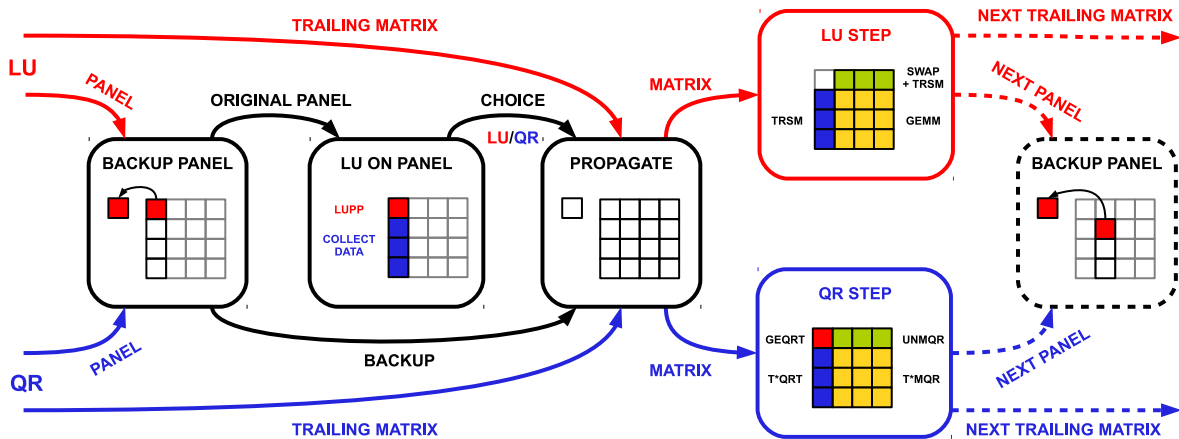 TRAILING MATRIX
NEXT TRAILING MATRIX
LU
PANEL
ORIGINAL PANEL
CHOICE
LU/QR
MATRIX
LU STEP
SWAP
+ TRSM
TRSM
GEMM
NEXT PANEL
BACKUP PANEL
LU ON PANEL
LUPP
COLLECT
DATA
PROPAGATE
BACKUP PANEL
QR STEP
GEQRT
UNMQR
T*QRT
T*MQR
PANEL
BACKUP
MATRIX
NEXT PANEL
QR
TRAILING MATRIX
NEXT TRAILING MATRIX